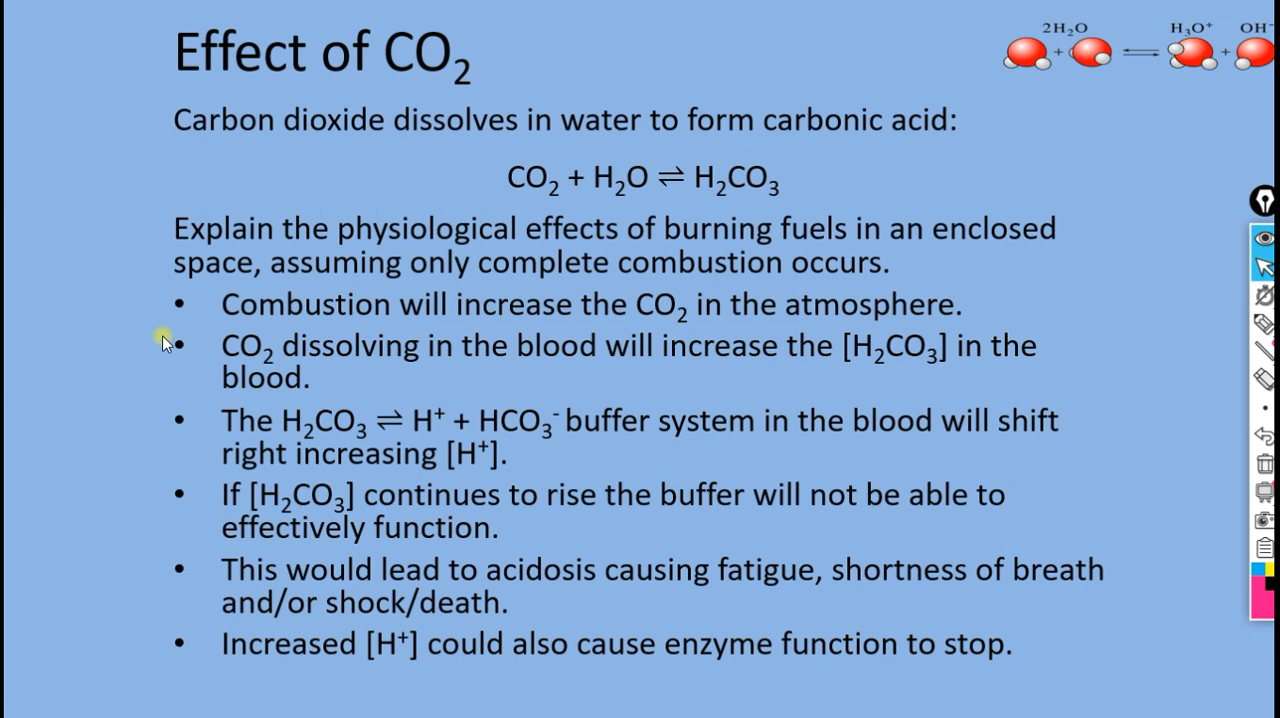 Effect of CO₂
2H₂O
H₃O⁺ OH⁻
+ ⇌ +
Carbon dioxide dissolves in water to form carbonic acid:
CO₂ + H₂O ⇌ H₂CO₃
Explain the physiological effects of burning fuels in an enclosed
space, assuming only complete combustion occurs.
• Combustion will increase the CO₂ in the atmosphere.
• CO₂ dissolving in the blood will increase the [H₂CO₃] in the
blood.
• The H₂CO₃ ⇌ H⁺ + HCO₃⁻ buffer system in the blood will shift
right increasing [H⁺].
• If [H₂CO₃] continues to rise the buffer will not be able to
effectively function.
• This would lead to acidosis causing fatigue, shortness of breath
and/or shock/death.
• Increased [H⁺] could also cause enzyme function to stop.